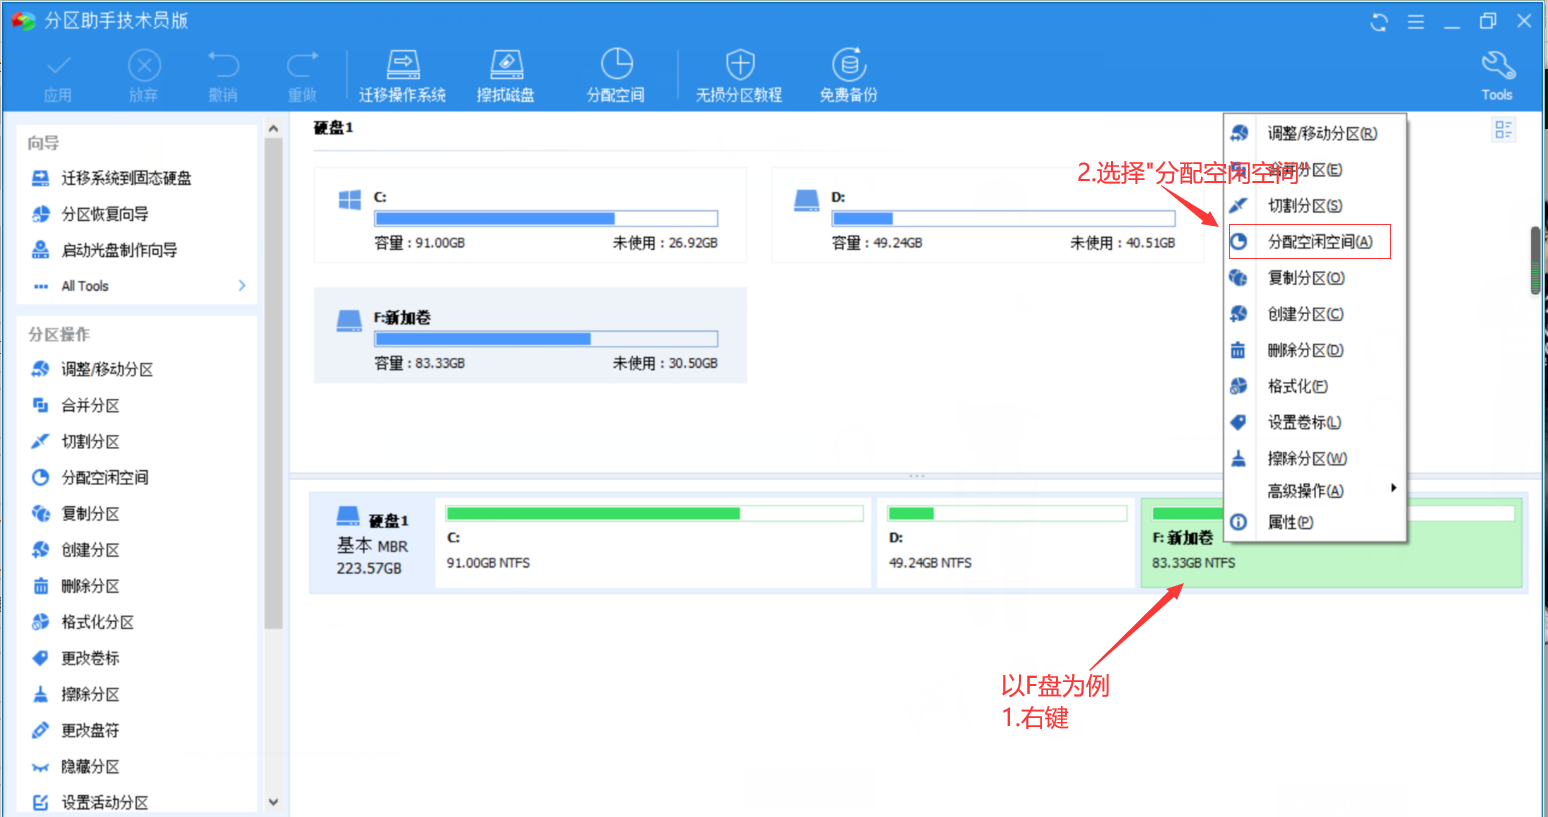 分区助手技术员版
应用
放弃
撤销
重做
迁移操作系统
擦拭磁盘
分配空间
无损分区教程
免费备份
Tools
向导
迁移系统到固态硬盘
分区恢复向导
启动光盘制作向导
All Tools
分区操作
调整/移动分区
合并分区
切割分区
分配空闲空间
复制分区
创建分区
删除分区
格式化分区
更改卷标
擦除分区
更改盘符
隐藏分区
设置活动分区
硬盘1
C:
容量：91.00GB
未使用：26.92GB
D:
容量：49.24GB
未使用：40.51GB
F:新加卷
容量：83.33GB
未使用：30.50GB
2.选择"分配空闲空间"
调整/移动分区(R)
合并分区(E)
切割分区(S)
分配空闲空间(A)
复制分区(O)
创建分区(C)
删除分区(D)
格式化(F)
设置卷标(L)
擦除分区(W)
高级操作(A)
属性(P)
硬盘1
基本 MBR
223.57GB
C:
91.00GB NTFS
D:
49.24GB NTFS
F: 新加卷
83.33GB NTFS
以F盘为例
1.右键